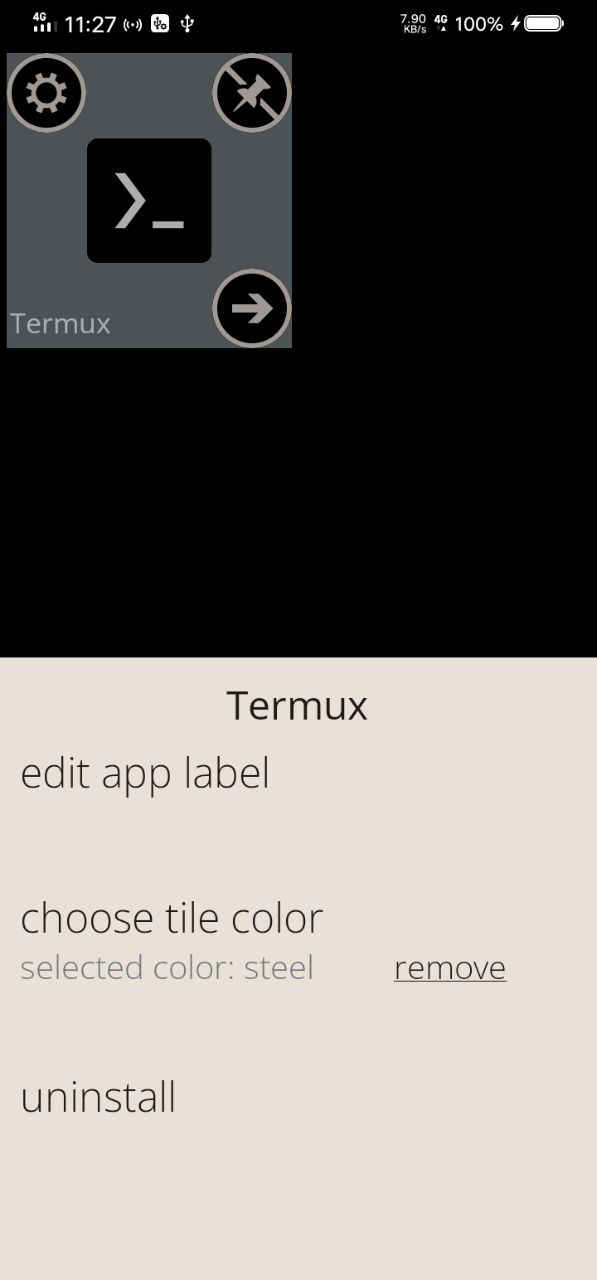 4G 11:27 7.90 KB/s 4G 100%
Termux
Termux
edit app label
choose tile color
selected color: steel remove
uninstall